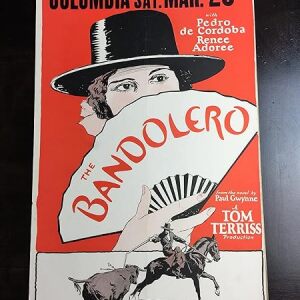 COLUMBIA SAT. MAR. 28
with
Pedro
de Cordoba
Renee
Adoree
THE
BANDOLERO
from the novel by
Paul Gwynne
A
TOM
TERRISS
Production